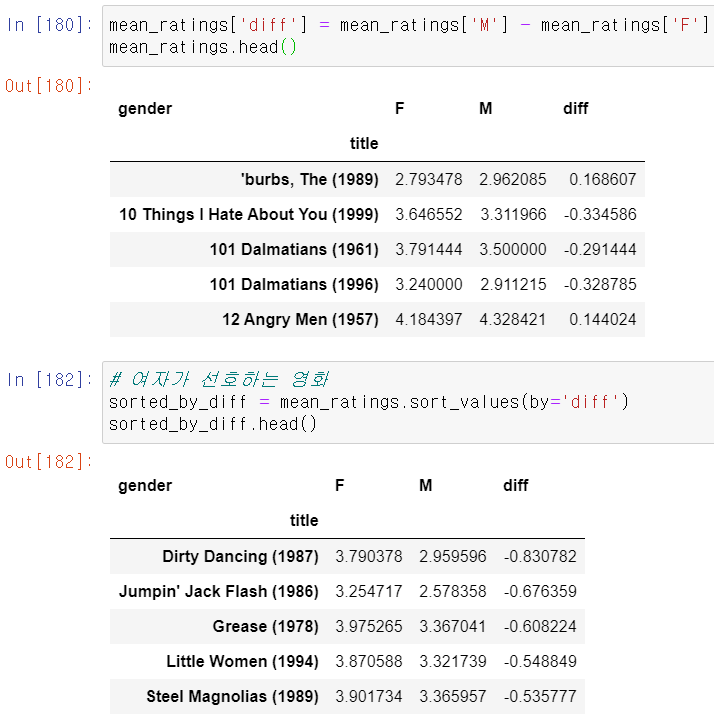 In [180]: mean_ratings['diff'] = mean_ratings['M'] - mean_ratings['F']
mean_ratings.head()
Out[180]:
gender F M diff
title
'burbs, The (1989) 2.793478 2.962085 0.168607
10 Things I Hate About You (1999) 3.646552 3.311966 -0.334586
101 Dalmatians (1961) 3.791444 3.500000 -0.291444
101 Dalmatians (1996) 3.240000 2.911215 -0.328785
12 Angry Men (1957) 4.184397 4.328421 0.144024
In [182]: # 여자가 선호하는 영화
sorted_by_diff = mean_ratings.sort_values(by='diff')
sorted_by_diff.head()
Out[182]:
gender F M diff
title
Dirty Dancing (1987) 3.790378 2.959596 -0.830782
Jumpin' Jack Flash (1986) 3.254717 2.578358 -0.676359
Grease (1978) 3.975265 3.367041 -0.608224
Little Women (1994) 3.870588 3.321739 -0.548849
Steel Magnolias (1989) 3.901734 3.365957 -0.535777